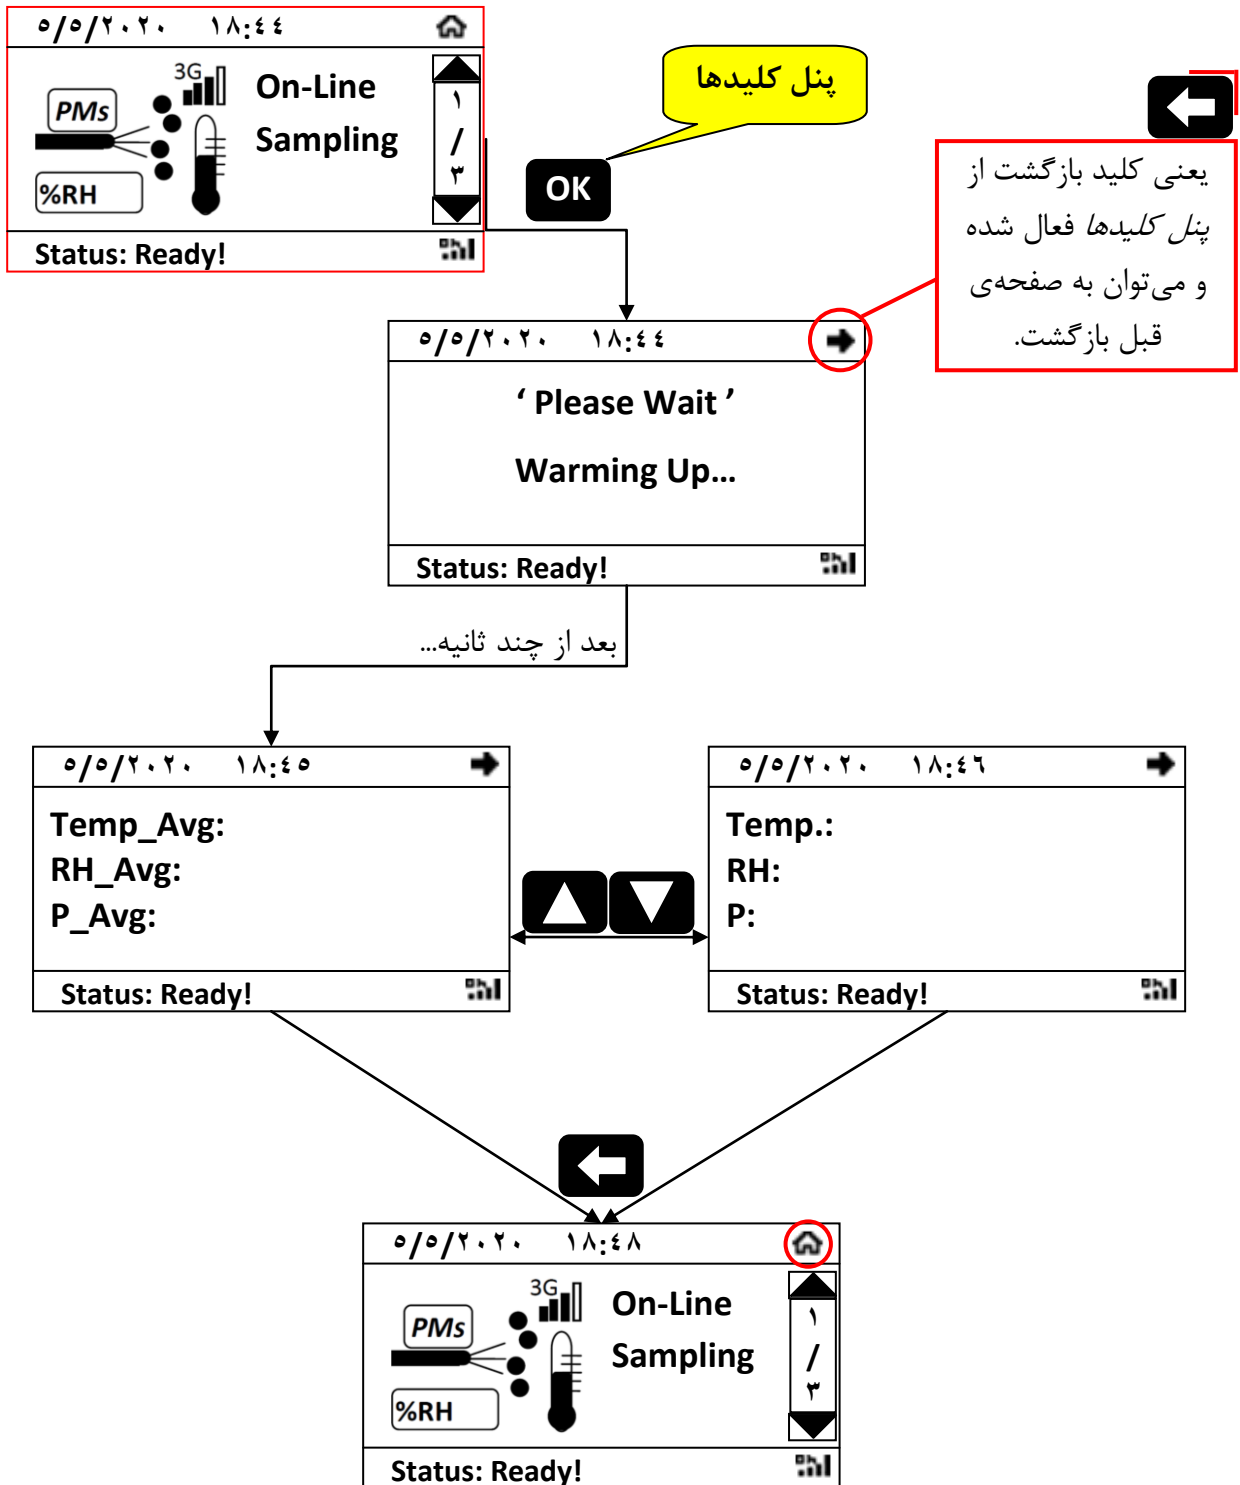 ٥/٥/٢٠٢٠ ١٨:٤٤
3G
PMs
%RH
On-Line
Sampling
١
/
٣
Status: Ready!
پنل کلیدها
OK
یعنی کلید بازگشت از
پنل کلیدها فعال شده
و می‌توان به صفحه‌ی
قبل بازگشت.
٥/٥/٢٠٢٠ ١٨:٤٤
‘ Please Wait ’
Warming Up...
Status: Ready!
بعد از چند ثانیه...
٥/٥/٢٠٢٠ ١٨:٤٥
Temp_Avg:
RH_Avg:
P_Avg:
Status: Ready!
٥/٥/٢٠٢٠ ١٨:٤٦
Temp.:
RH:
P:
Status: Ready!
٥/٥/٢٠٢٠ ١٨:٤٨
3G
PMs
%RH
On-Line
Sampling
١
/
٣
Status: Ready!